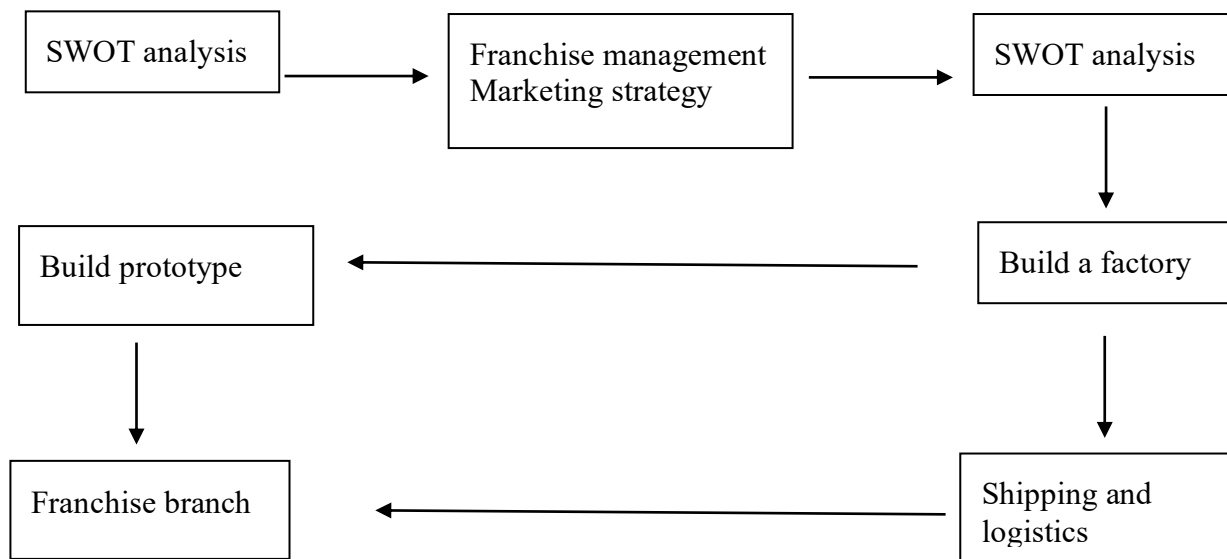 SWOT analysis
Franchise management
Marketing strategy
SWOT analysis
Build prototype
Build a factory
Franchise branch
Shipping and
logistics